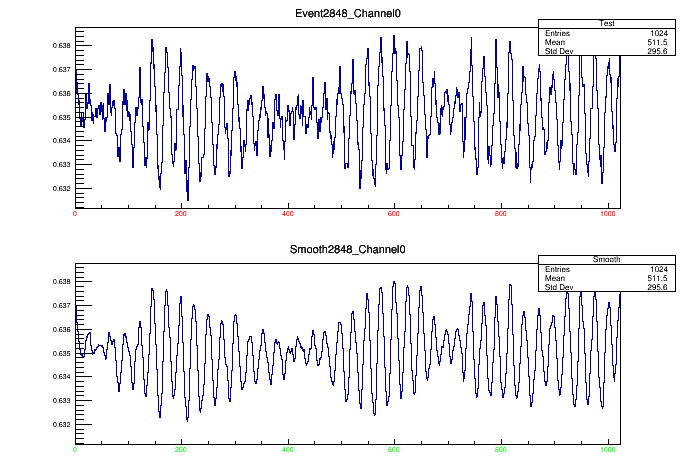 Event2848_Channel0
Test
Entries 1024
Mean 511.5
Std Dev 295.6
0.638
0.637
0.636
0.635
0.634
0.633
0.632
0 200 400 600 800 1000
Smooth2848_Channel0
Smooth
Entries 1024
Mean 511.5
Std Dev 295.6
0.638
0.637
0.636
0.635
0.634
0.633
0.632
0 200 400 600 800 1000